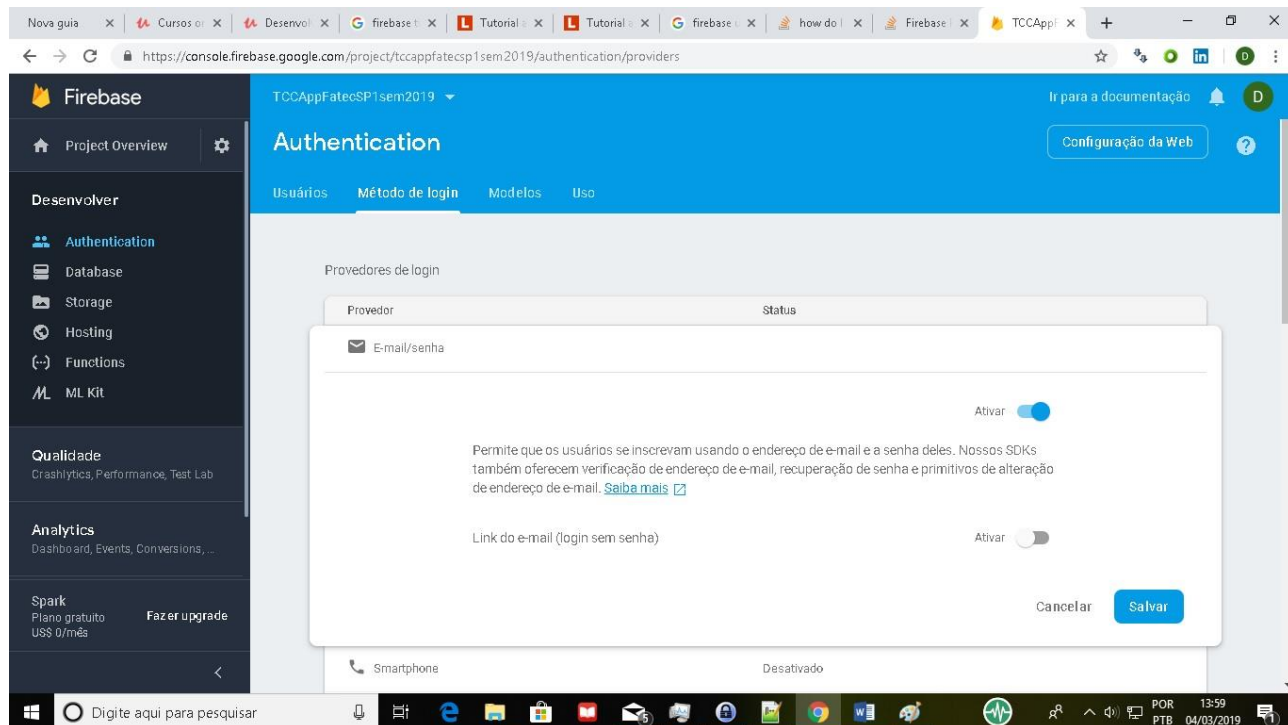 Nova guia
Cursos or
Desenvol
firebase t
Tutorial
Tutorial
firebase
how do I
Firebase
TCCAppF
https://console.firebase.google.com/project/tccappfatecsp1sem2019/authentication/providers
Firebase
TCCAppFatecSP1sem2019
Ir para a documentação
D
Project Overview
Authentication
Configuração da Web
Usuários
Método de login
Modelos
Uso
Desenvolver
Authentication
Database
Storage
Hosting
Functions
ML Kit
Qualidade
Crashlytics, Performance, Test Lab
Analytics
Dashboard, Events, Conversions, ...
Spark
Plano gratuito
US$ 0/mês
Fazer upgrade
Provedores de login
Provedor
Status
E-mail/senha
Ativar
Permite que os usuários se inscrevam usando o endereço de e-mail e a senha deles. Nossos SDKs
também oferecem verificação de endereço de e-mail, recuperação de senha e primitivos de alteração
de endereço de e-mail. Saiba mais
Link do e-mail (login sem senha)
Ativar
Cancelar
Salvar
Smartphone
Desativado
Digite aqui para pesquisar
POR
PTB
13:59
04/03/2019